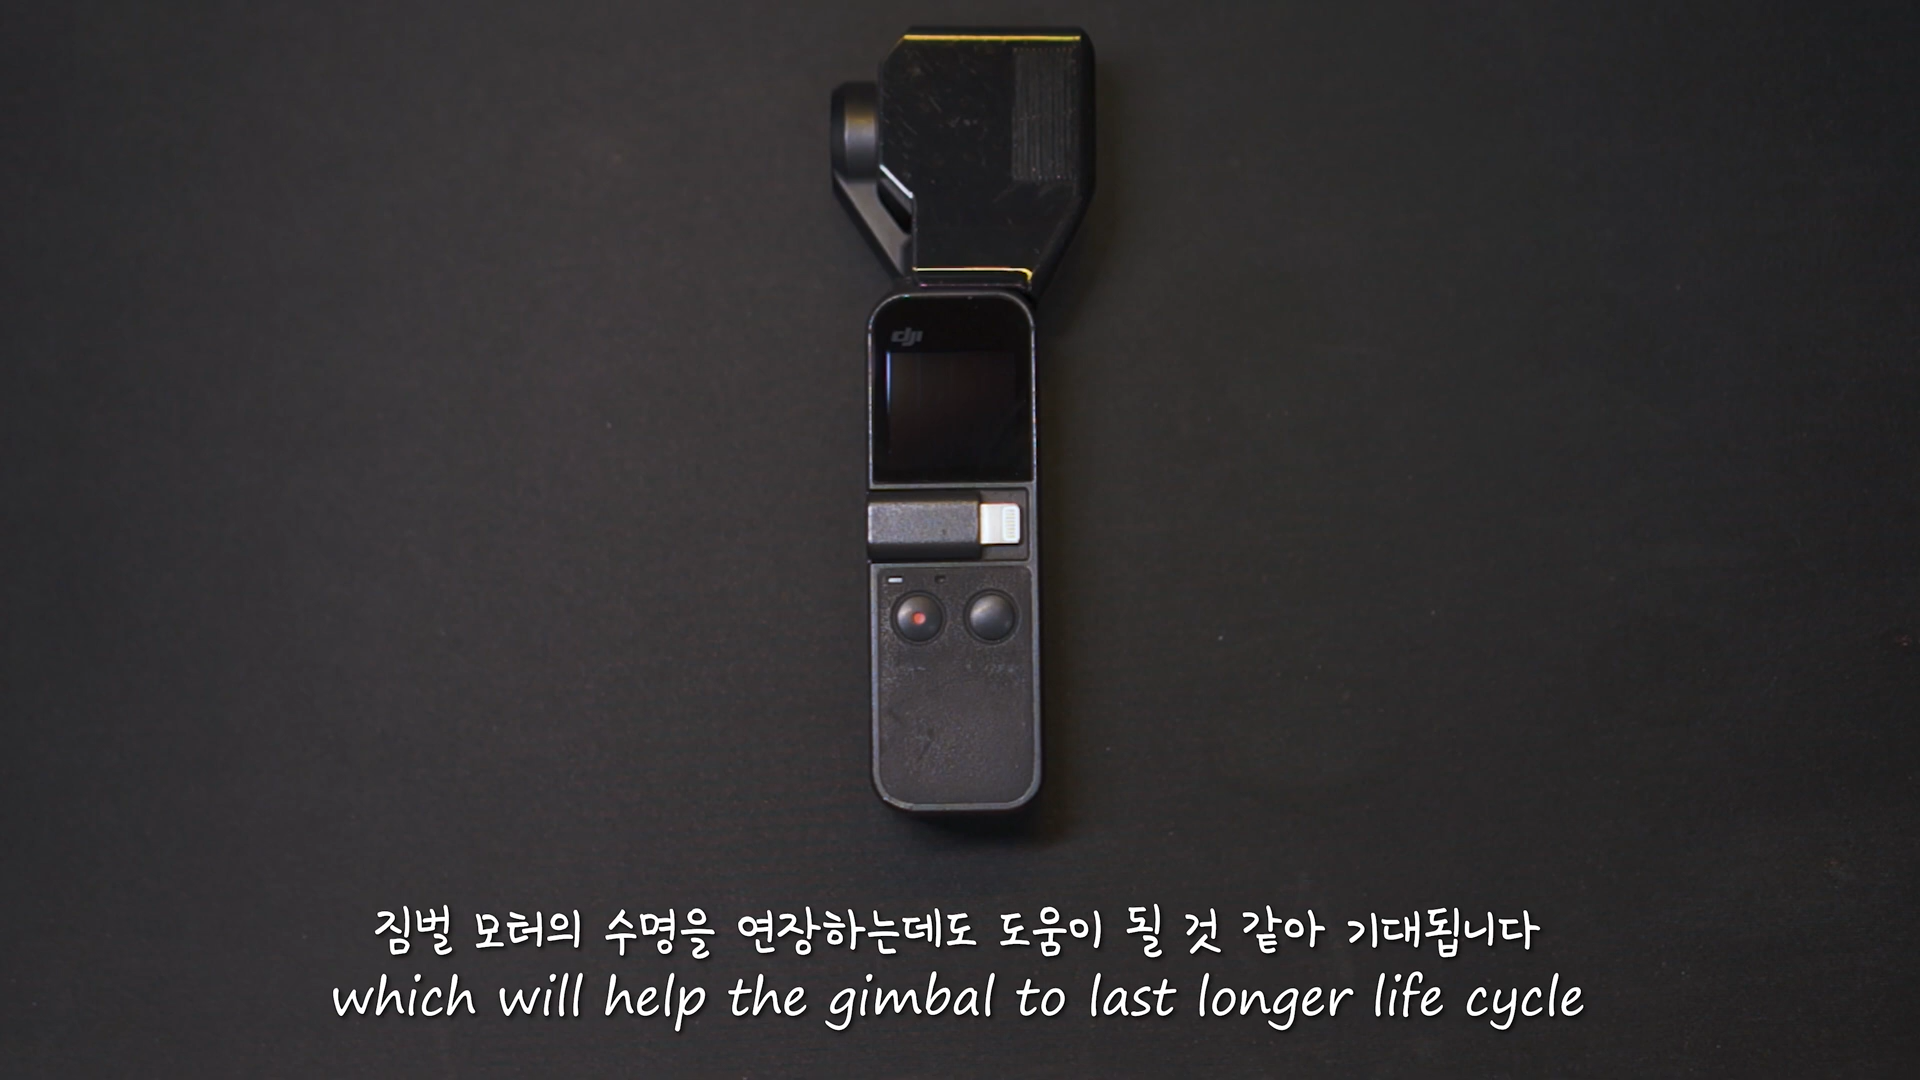 dji
짐벌 모터의 수명을 연장하는데도 도움이 될 것 같아 기대됩니다
which will help the gimbal to last longer life cycle